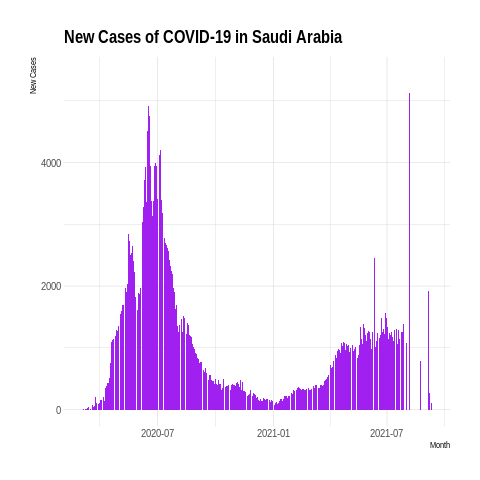 New Cases of COVID-19 in Saudi Arabia
New Cases
4000
2000
0
2020-07
2021-01
2021-07
Month